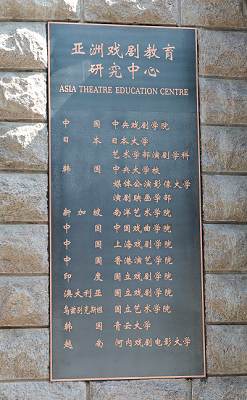 亚洲戏剧教育
研究中心
ASIA THEATRE EDUCATION CENTRE
中国 中央戏剧学院
日本 日本大学
艺术学部演剧学科
韩国 中央大学校
媒体公演影像大学
演剧映画学部
新加坡 南洋艺术学院
中国 中国戏曲学院
中国 上海戏剧学院
中国 香港演艺学院
印度 国立戏剧学院
澳大利亚 国立戏剧学院
乌兹别克斯坦 国立艺术学院
韩国 青云大学
越南 河内戏剧电影大学